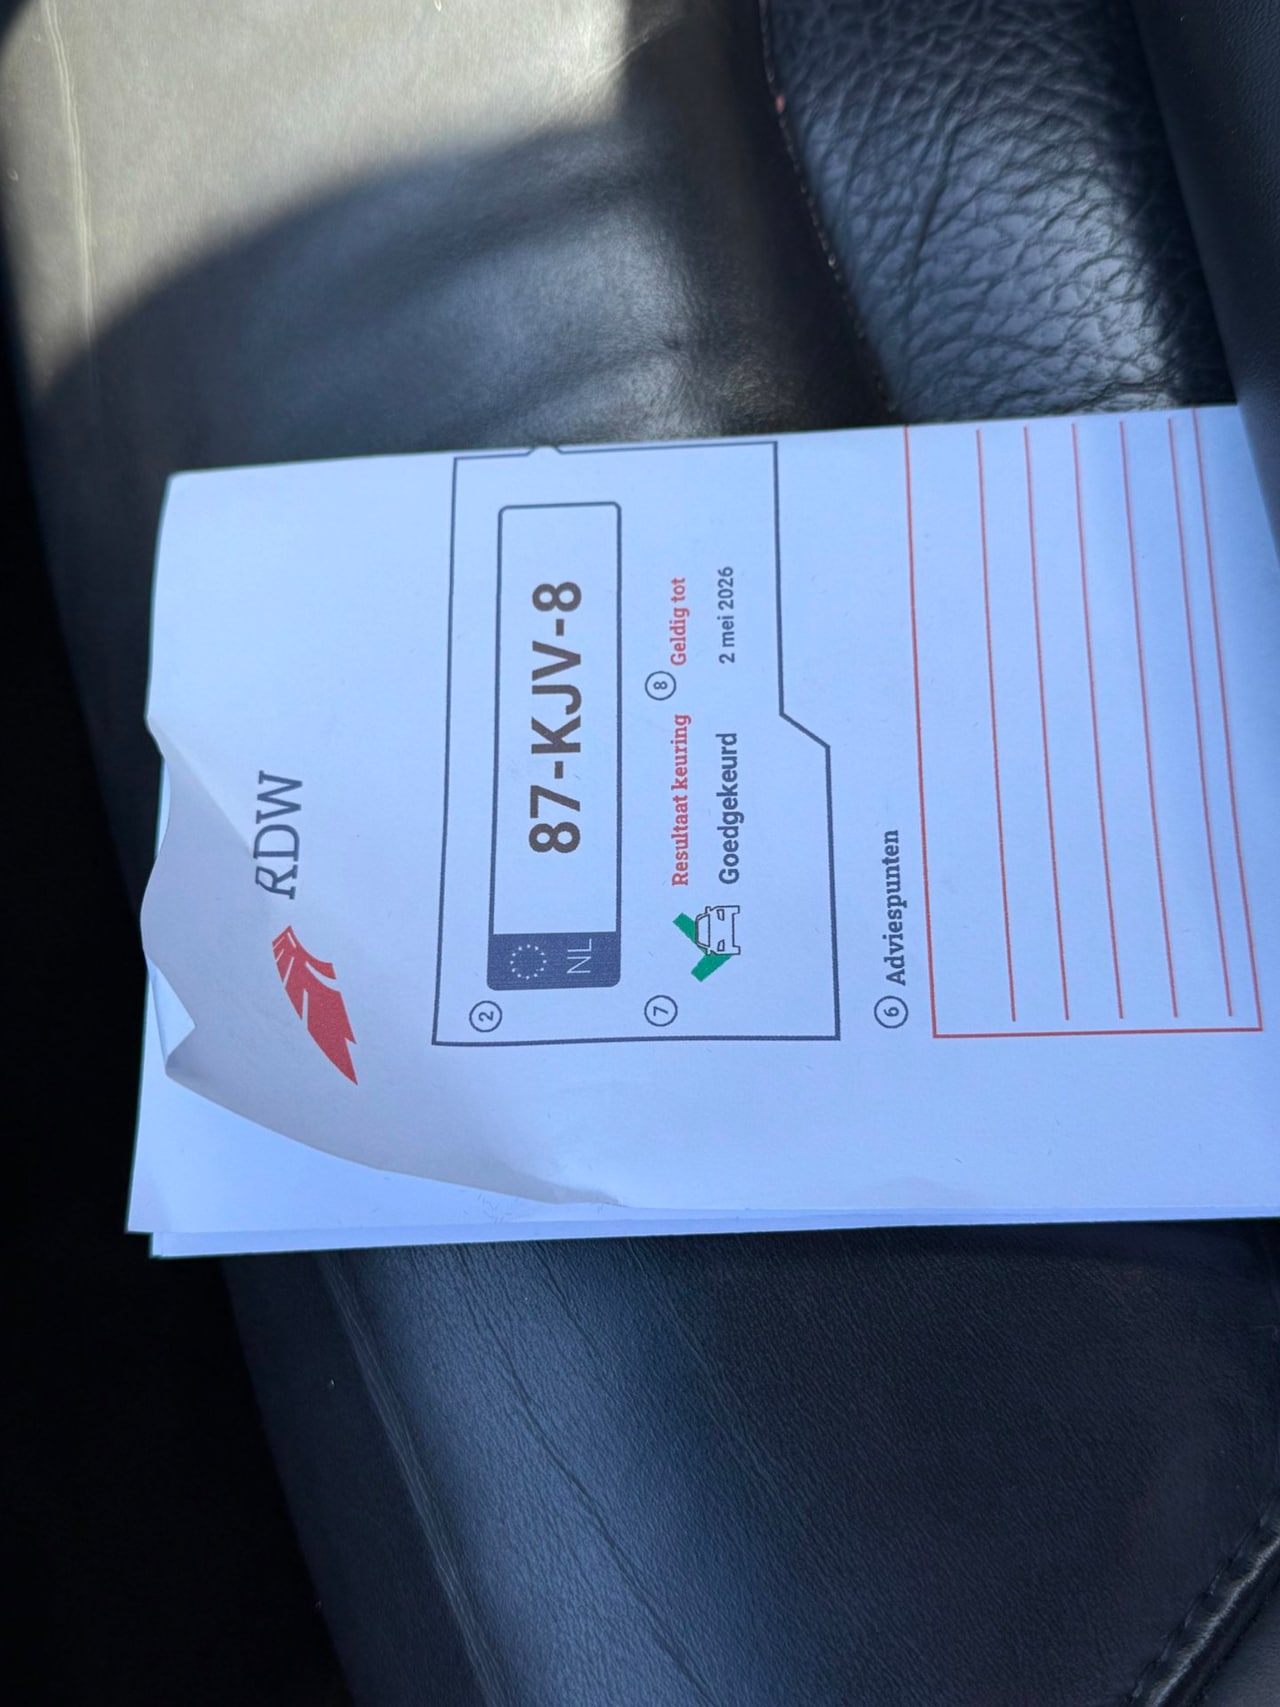 RDW
2
NL
87-KJV-8
7 Resultaat keuring
Goedgekeurd
8 Geldig tot
2 mei 2026
6 Adviespunten